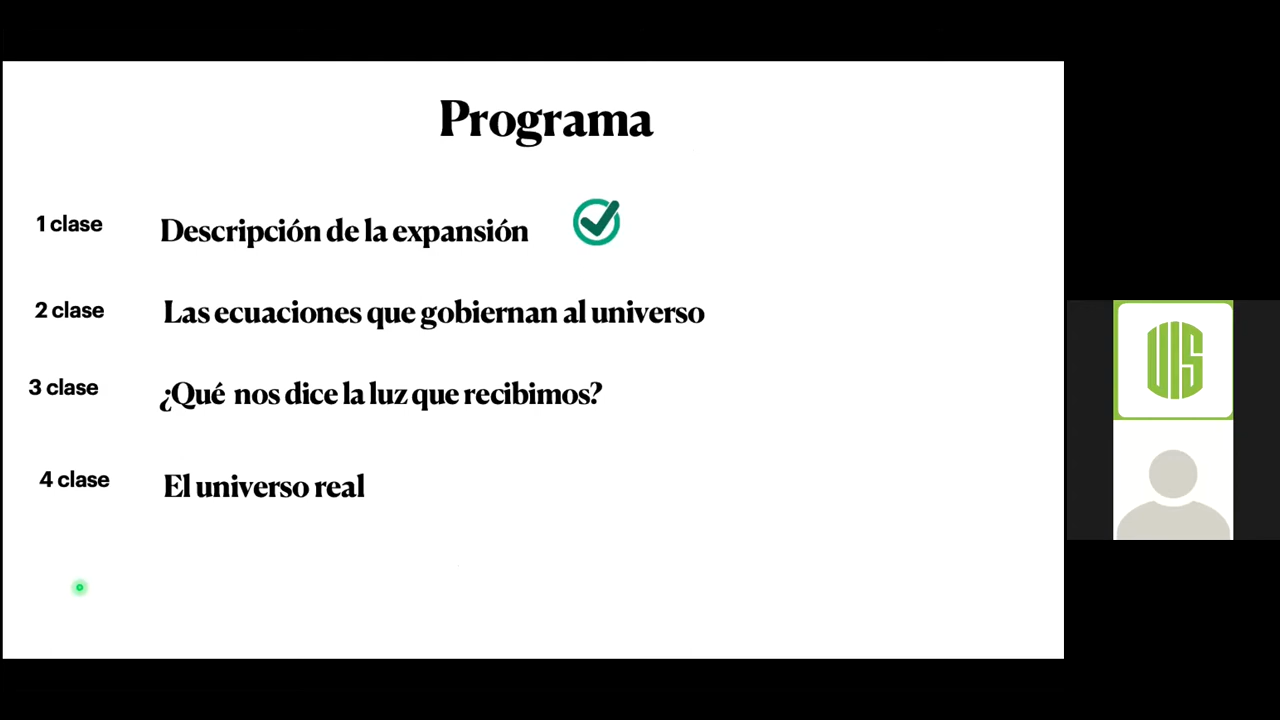 Programa
1 clase
Descripción de la expansión
2 clase
Las ecuaciones que gobiernan al universo
3 clase
¿Qué nos dice la luz que recibimos?
4 clase
El universo real
UIS